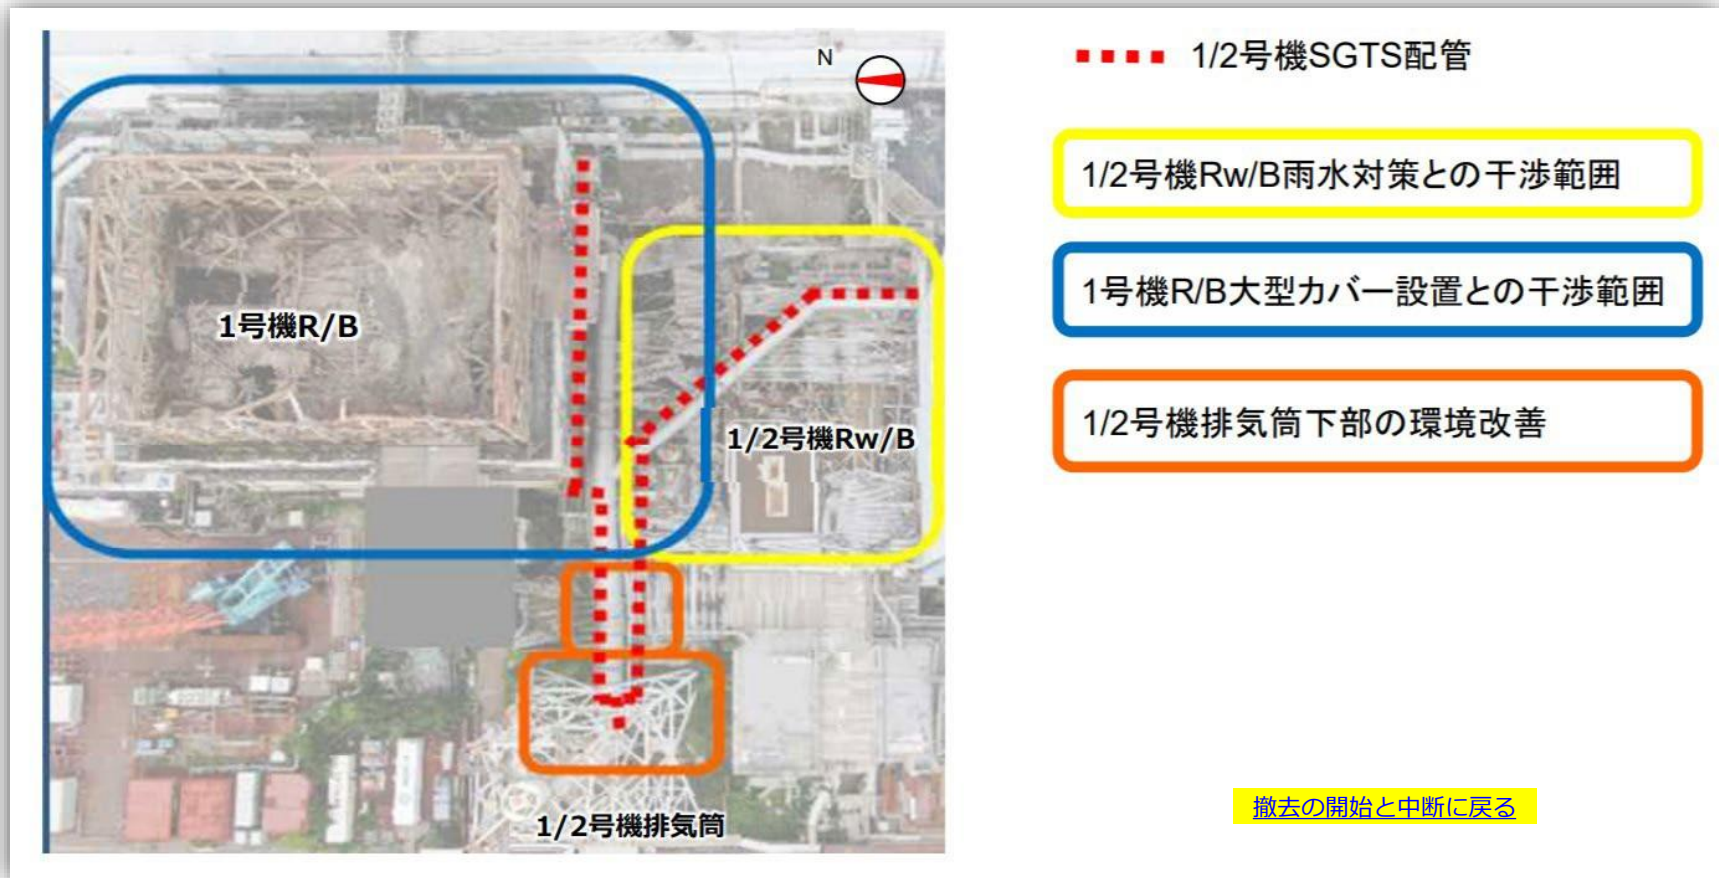 N
1号機R/B
1/2号機Rw/B
1/2号機排気筒
1/2号機SGTS配管
1/2号機Rw/B雨水対策との干渉範囲
1号機R/B大型カバー設置との干渉範囲
1/2号機排気筒下部の環境改善
撤去の開始と中断に戻る